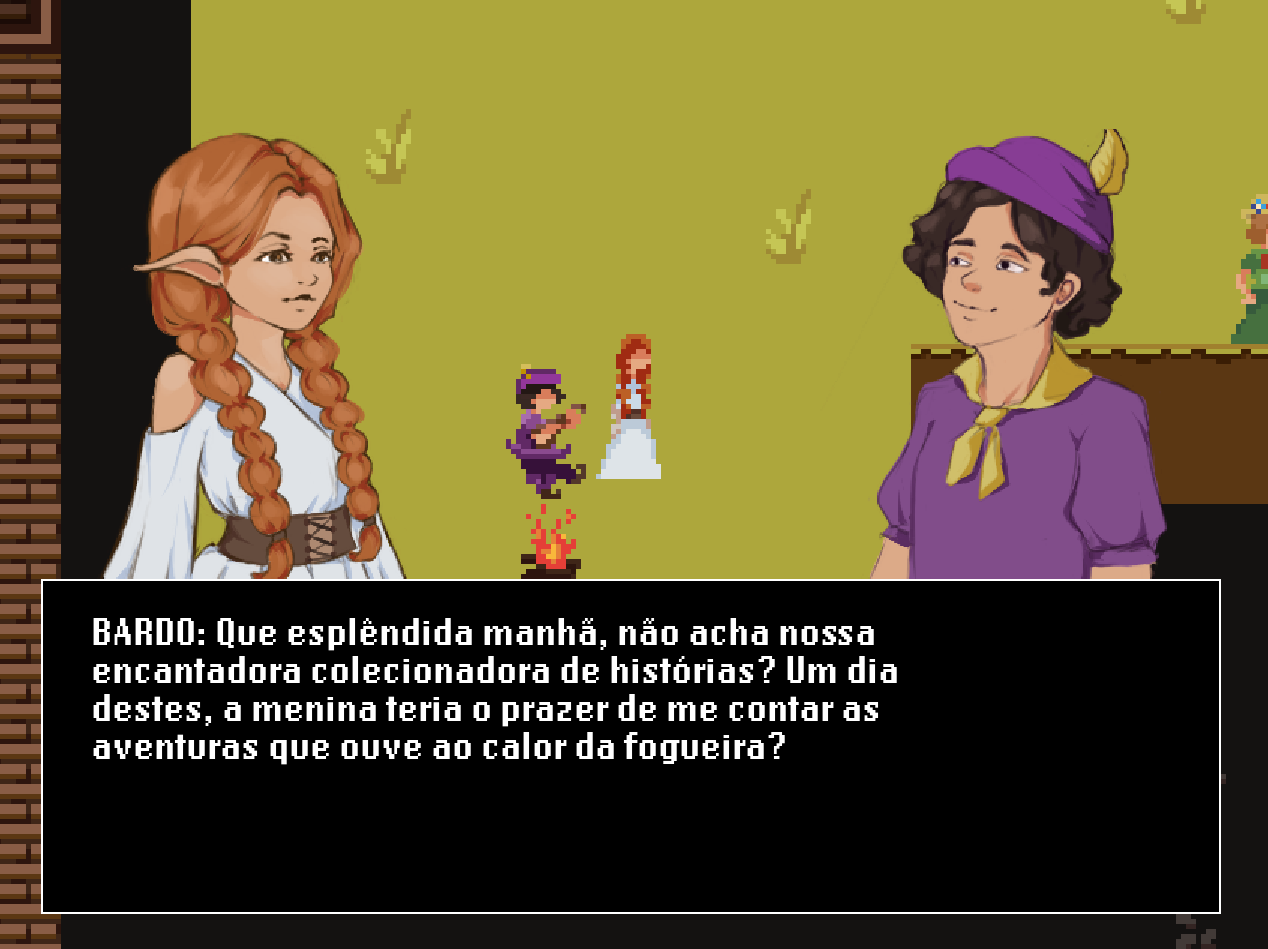 BARDO: Que esplêndida manhã, não acha nossa
encantadora colecionadora de histórias? Um dia
destes, a menina teria o prazer de me contar as
aventuras que ouve ao calor da fogueira?